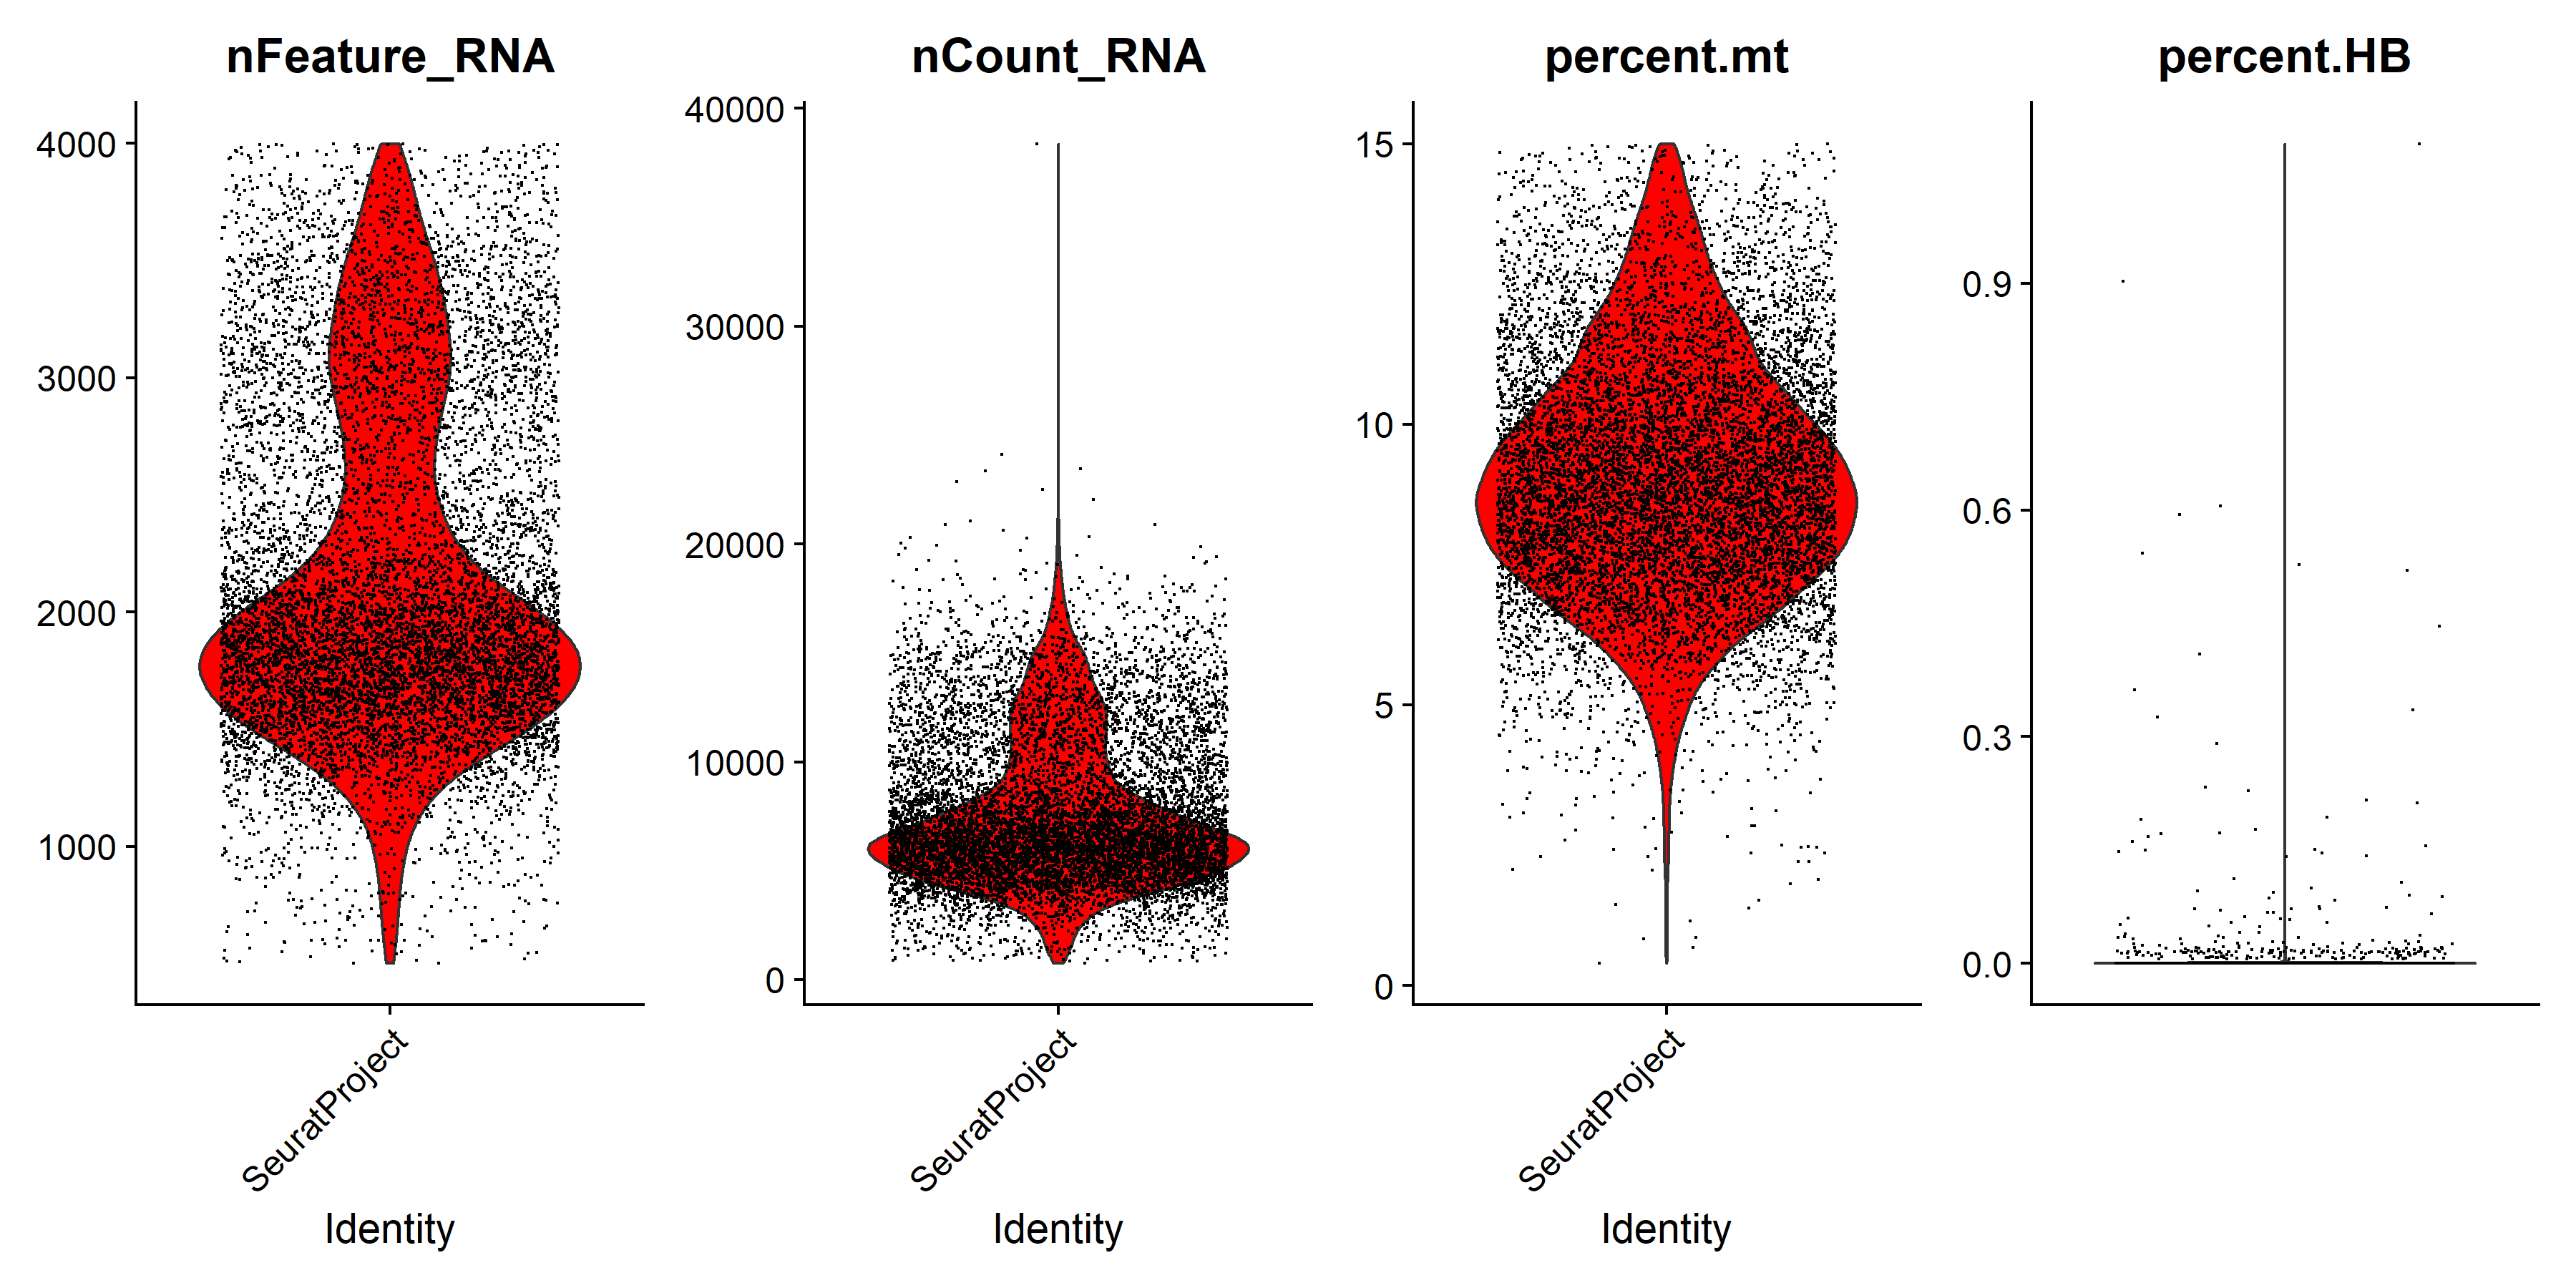 nFeature_RNA
4000
3000
2000
1000
SeuratProject
Identity
nCount_RNA
40000
30000
20000
10000
0
SeuratProject
Identity
percent.mt
15
10
5
0
SeuratProject
Identity
percent.HB
0.9
0.6
0.3
0.0